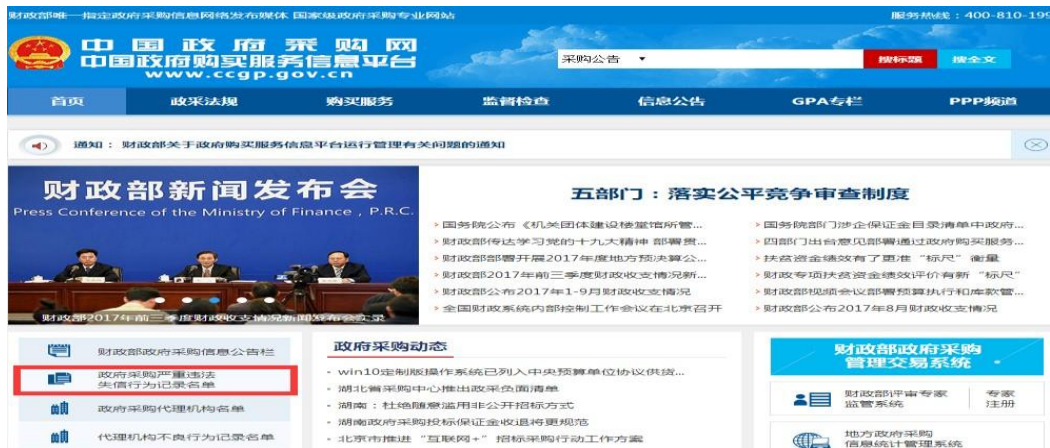 财政部唯一指定政府采购信息网络发布媒体 国家级政府采购专业网站
服务热线：400-810-199
中国政府采购网
中国政府购买服务信息平台
www.ccgp.gov.cn
采购公告
搜标题 搜全文
首页 政采法规 购买服务 监督检查 信息公告 GPA专栏 PPP频道
通知：财政部关于政府购买服务信息平台运行管理有关问题的通知
财政部新闻发布会
Press Conference of the Ministry of Finance, P.R.C.
财政部2017年前三季度财政收支情况新闻发布会实录
五部门：落实公平竞争审查制度
国务院公布《机关团体建设楼堂馆所管...
财政部传达学习党的十九大精神 部署贯...
财政部部署开展2017年度地方预决算公...
财政部2017年前三季度财政收支情况新...
财政部公布2017年1-9月财政收支情况
全国财政系统内部控制工作会议在北京召开
国务院部门涉企保证金目录清单中政府...
四部门出台意见部署通过政府购买服务...
扶贫资金绩效有了更准“标尺”衡量
财政专项扶贫资金绩效评价有新“标尺”
财政部视频会议部署预算执行和库款管...
财政部公布2017年8月财政收支情况
财政部政府采购信息公告栏
政府采购严重违法
失信行为记录名单
政府采购代理机构名单
代理机构不良行为记录名单
政府采购动态
win10定制版操作系统已列入中央预算单位协议供货...
湖北省采购中心推出政采负面清单
湖南：杜绝随意滥用非公开招标方式
湖南政府采购投标保证金收退将更规范
北京市推进“互联网+”招标采购行动工作方案
财政部政府采购
管理交易系统
财政部评审专家
监管系统
专家
注册
地方政府采购
信息统计管理系统